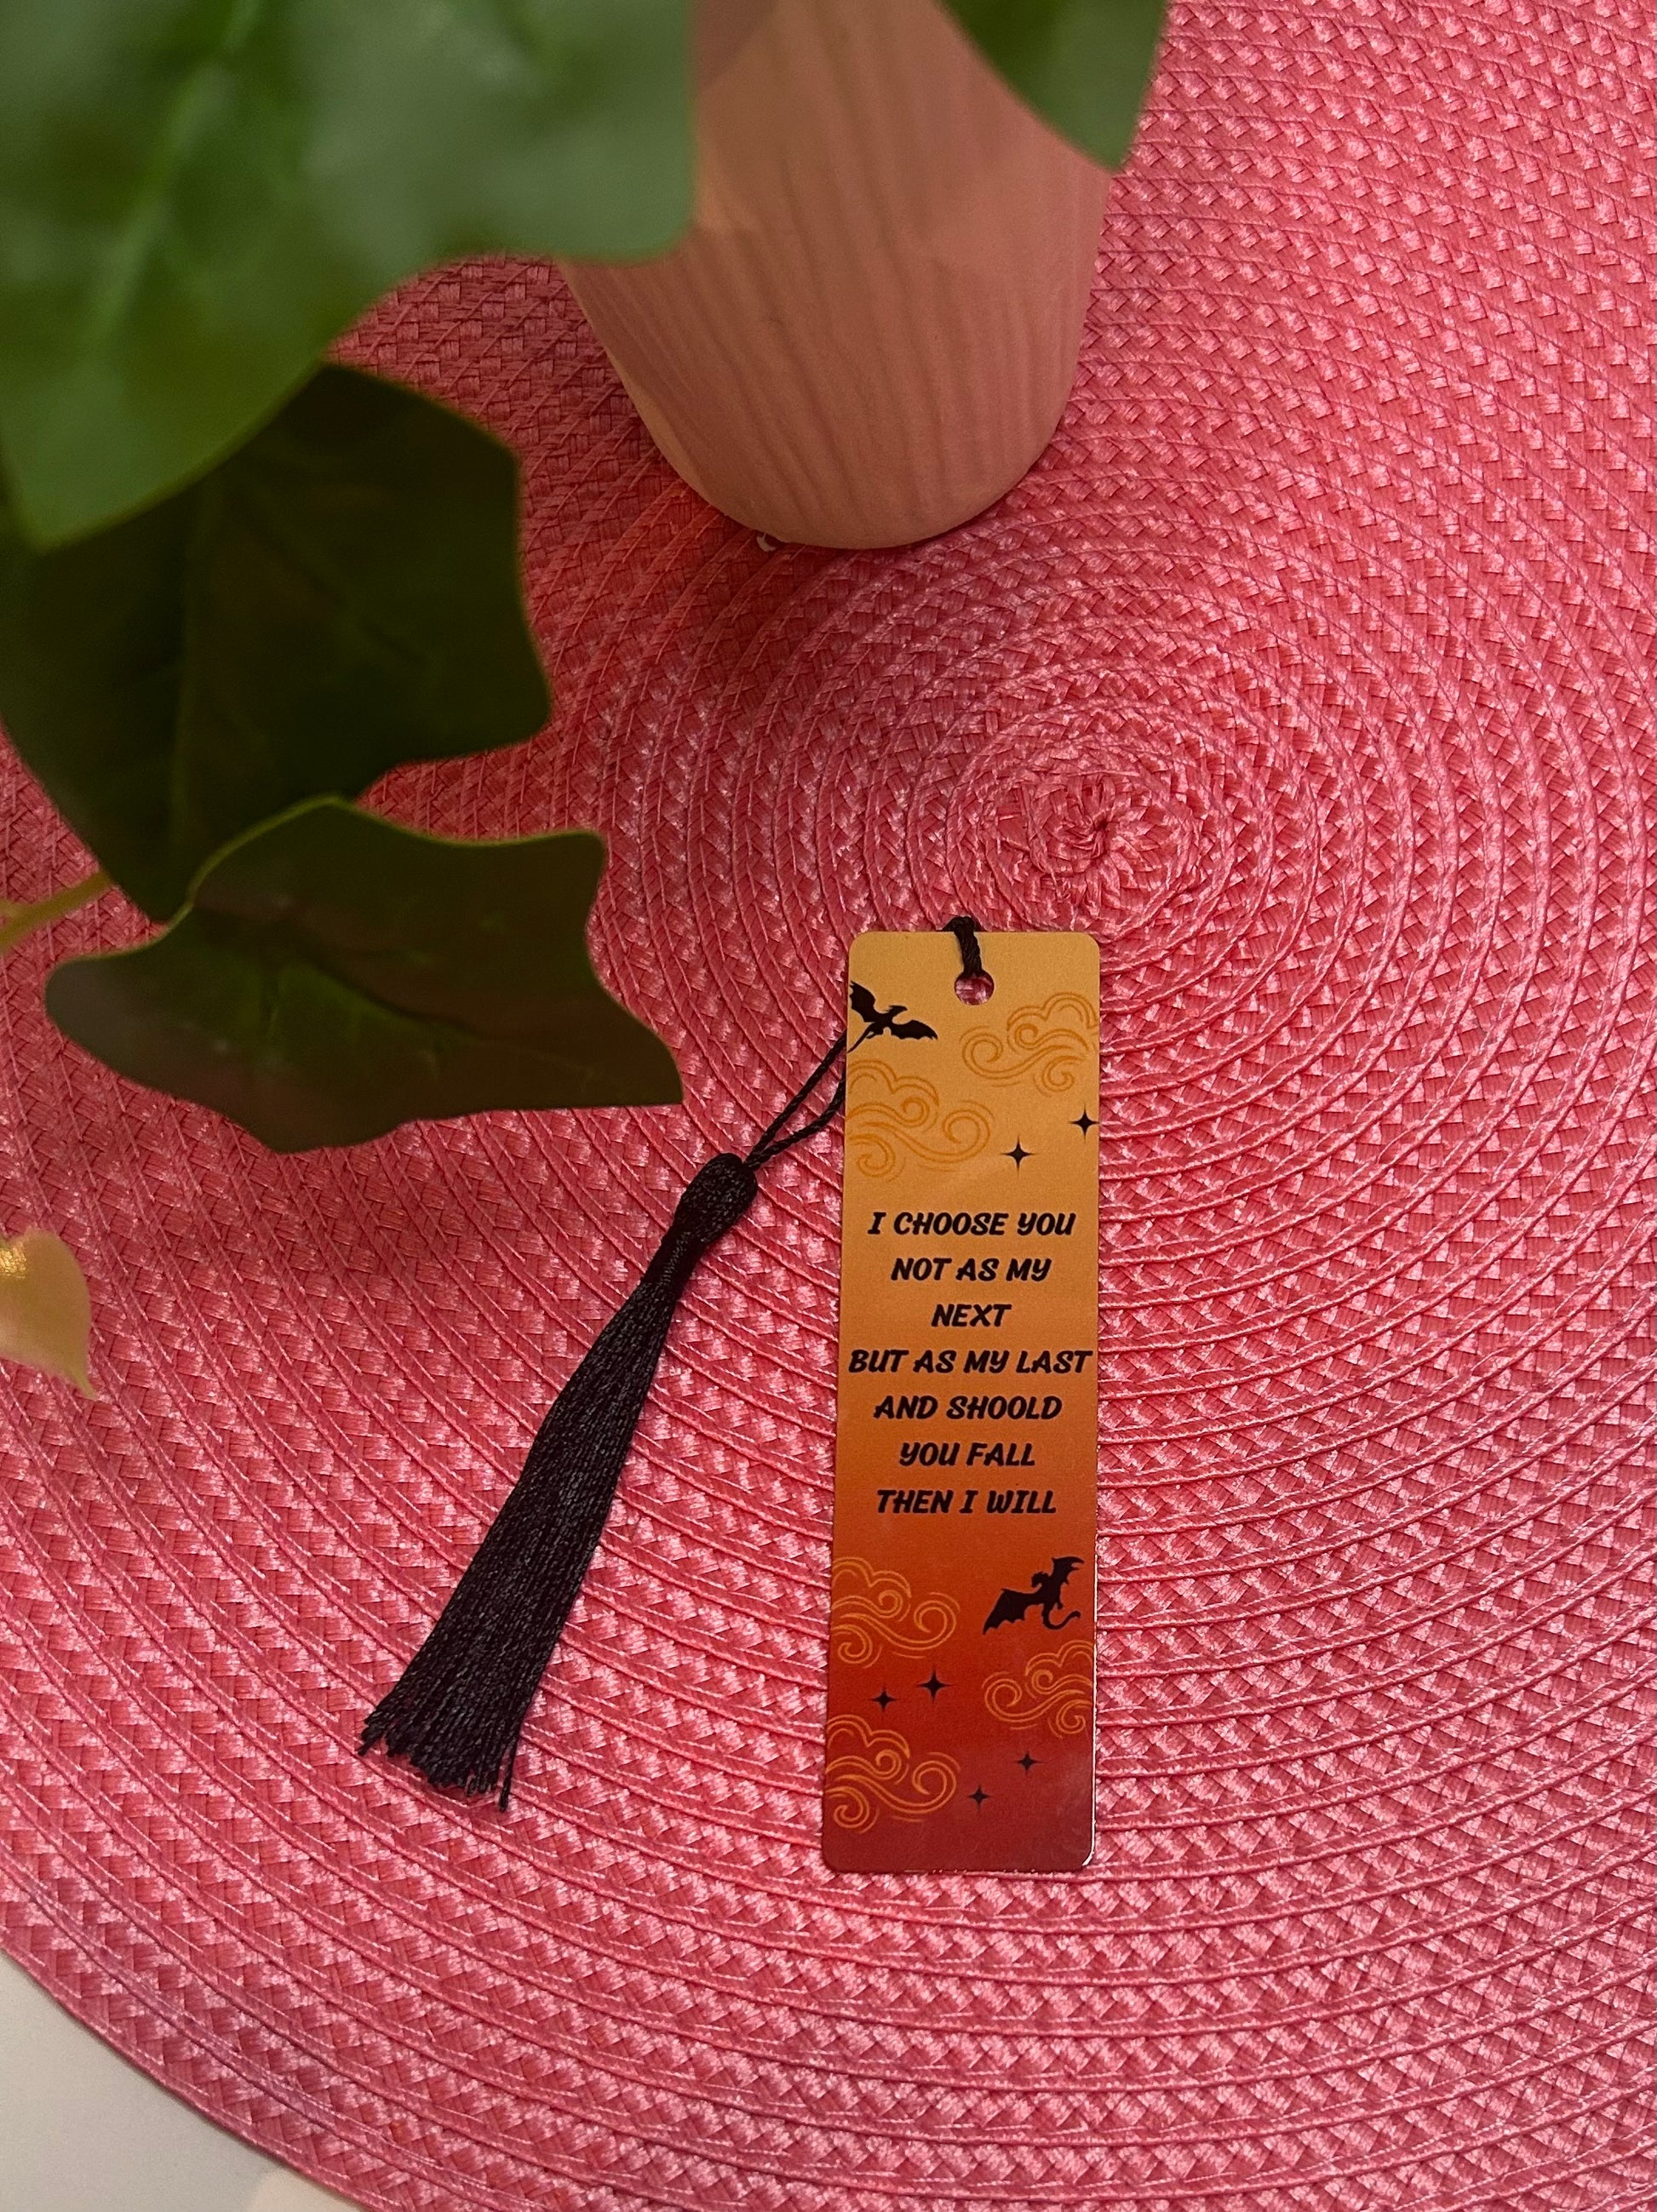 I CHOOSE YOU
NOT AS MY
NEXT
BUT AS MY LAST
AND SHOOLD
YOU FALL
THEN I WILL